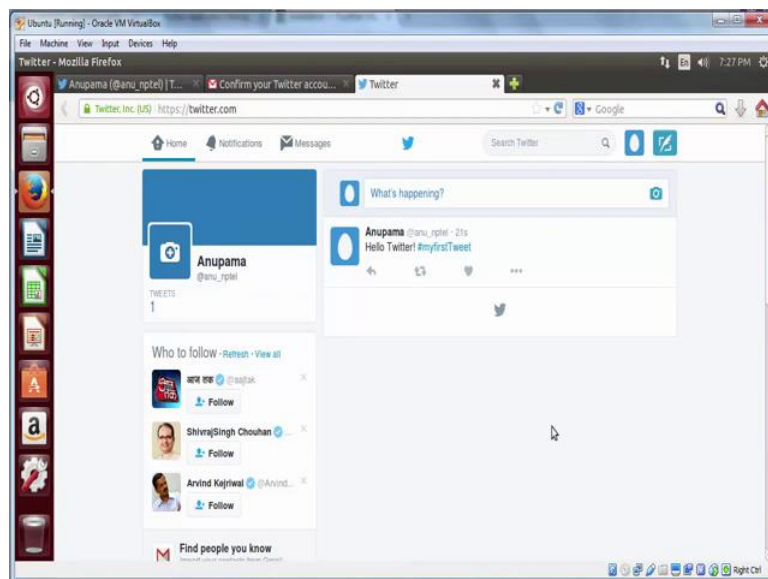 Ubuntu [Running] - Oracle VM VirtualBox
File Machine View Input Devices Help
Twitter - Mozilla Firefox
En 7:27 PM
Anupama (@anu_nptel) | T...
Confirm your Twitter accou...
Twitter
Twitter, Inc. (US) https://twitter.com
Google
Home Notifications Messages
Search Twitter
What's happening?
Anupama @anu_nptel · 21s
Hello Twitter! #myfirstTweet
Anupama
@anu_nptel
TWEETS
1
Who to follow · Refresh · View all
आज तक @aajtak
Follow
ShivrajSingh Chouhan ...
Follow
Arvind Kejriwal @Arvind...
Follow
Find people you know
Right Ctrl